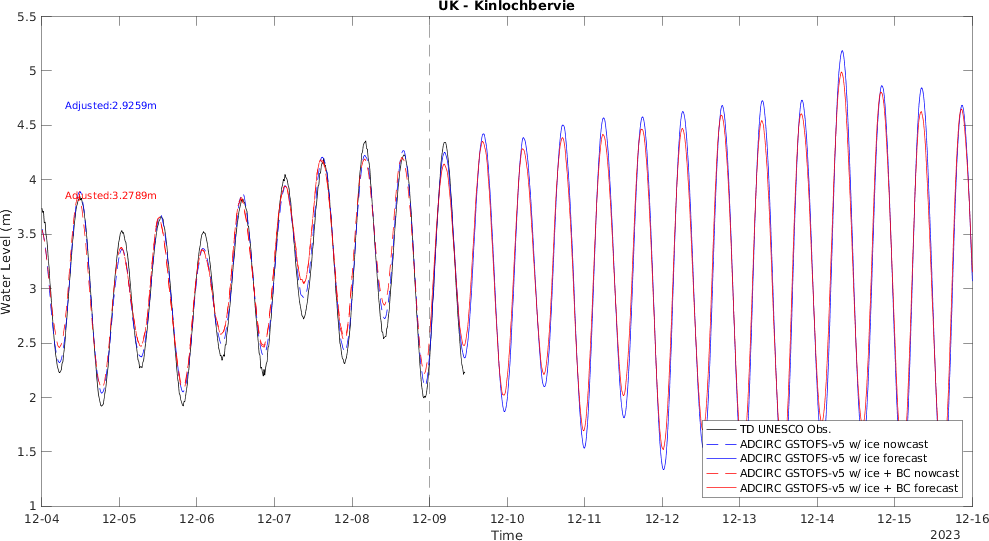 UK - Kinlochbervie
5.5
5
4.5
4
3.5
3
2.5
2
1.5
1
Water Level (m)
Adjusted:2.9259m
Adjusted:3.2789m
TD UNESCO Obs.
ADCIRC GSTOFS-v5 w/ ice nowcast
ADCIRC GSTOFS-v5 w/ ice forecast
ADCIRC GSTOFS-v5 w/ ice + BC nowcast
ADCIRC GSTOFS-v5 w/ ice + BC forecast
12-04 12-05 12-06 12-07 12-08 12-09 12-10 12-11 12-12 12-13 12-14 12-15 12-16
Time
2023